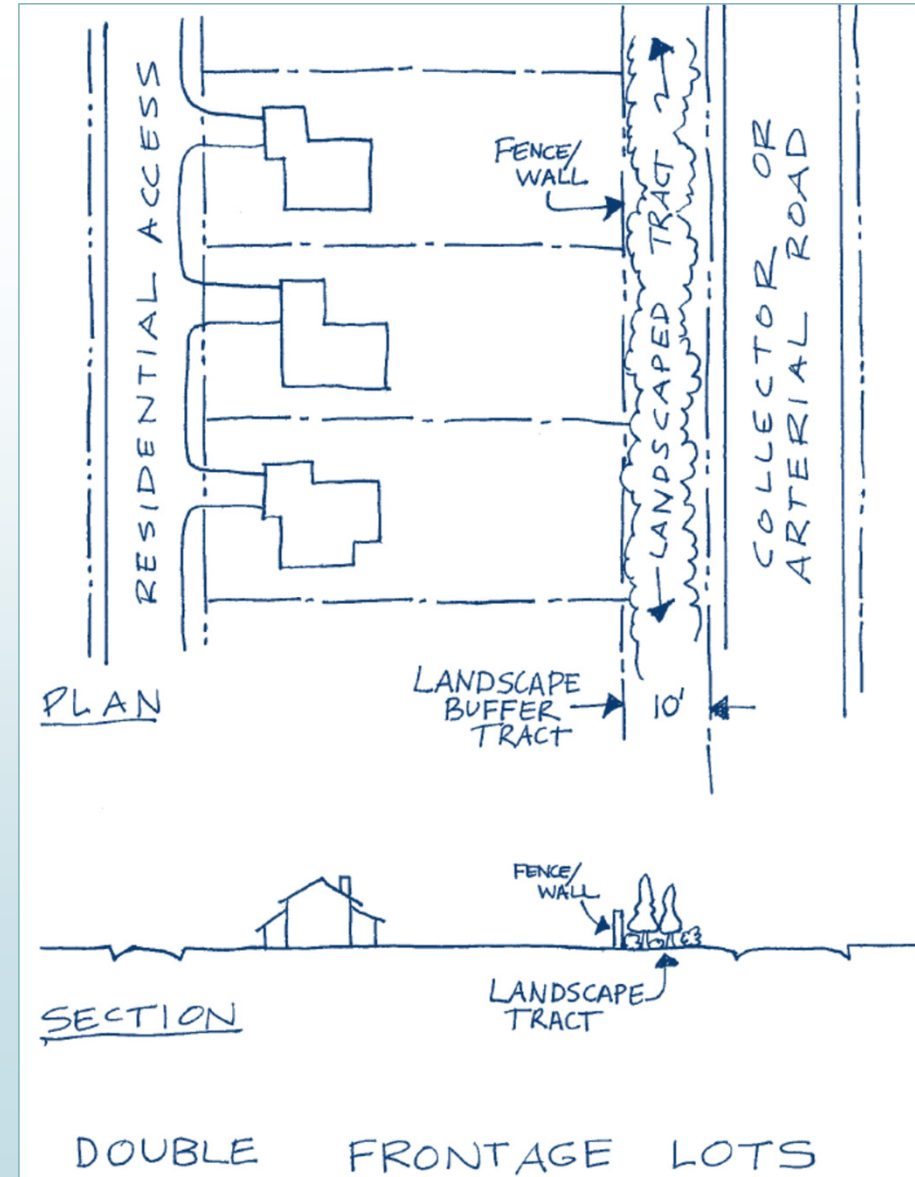 RESIDENTIAL ACCESS
FENCE/
WALL
LANDSCAPED TRACT
COLLECTOR OR
ARTERIAL ROAD
PLAN
LANDSCAPE
BUFFER
TRACT
10'
FENCE/
WALL
LANDSCAPE
TRACT
SECTION
DOUBLE FRONTAGE LOTS